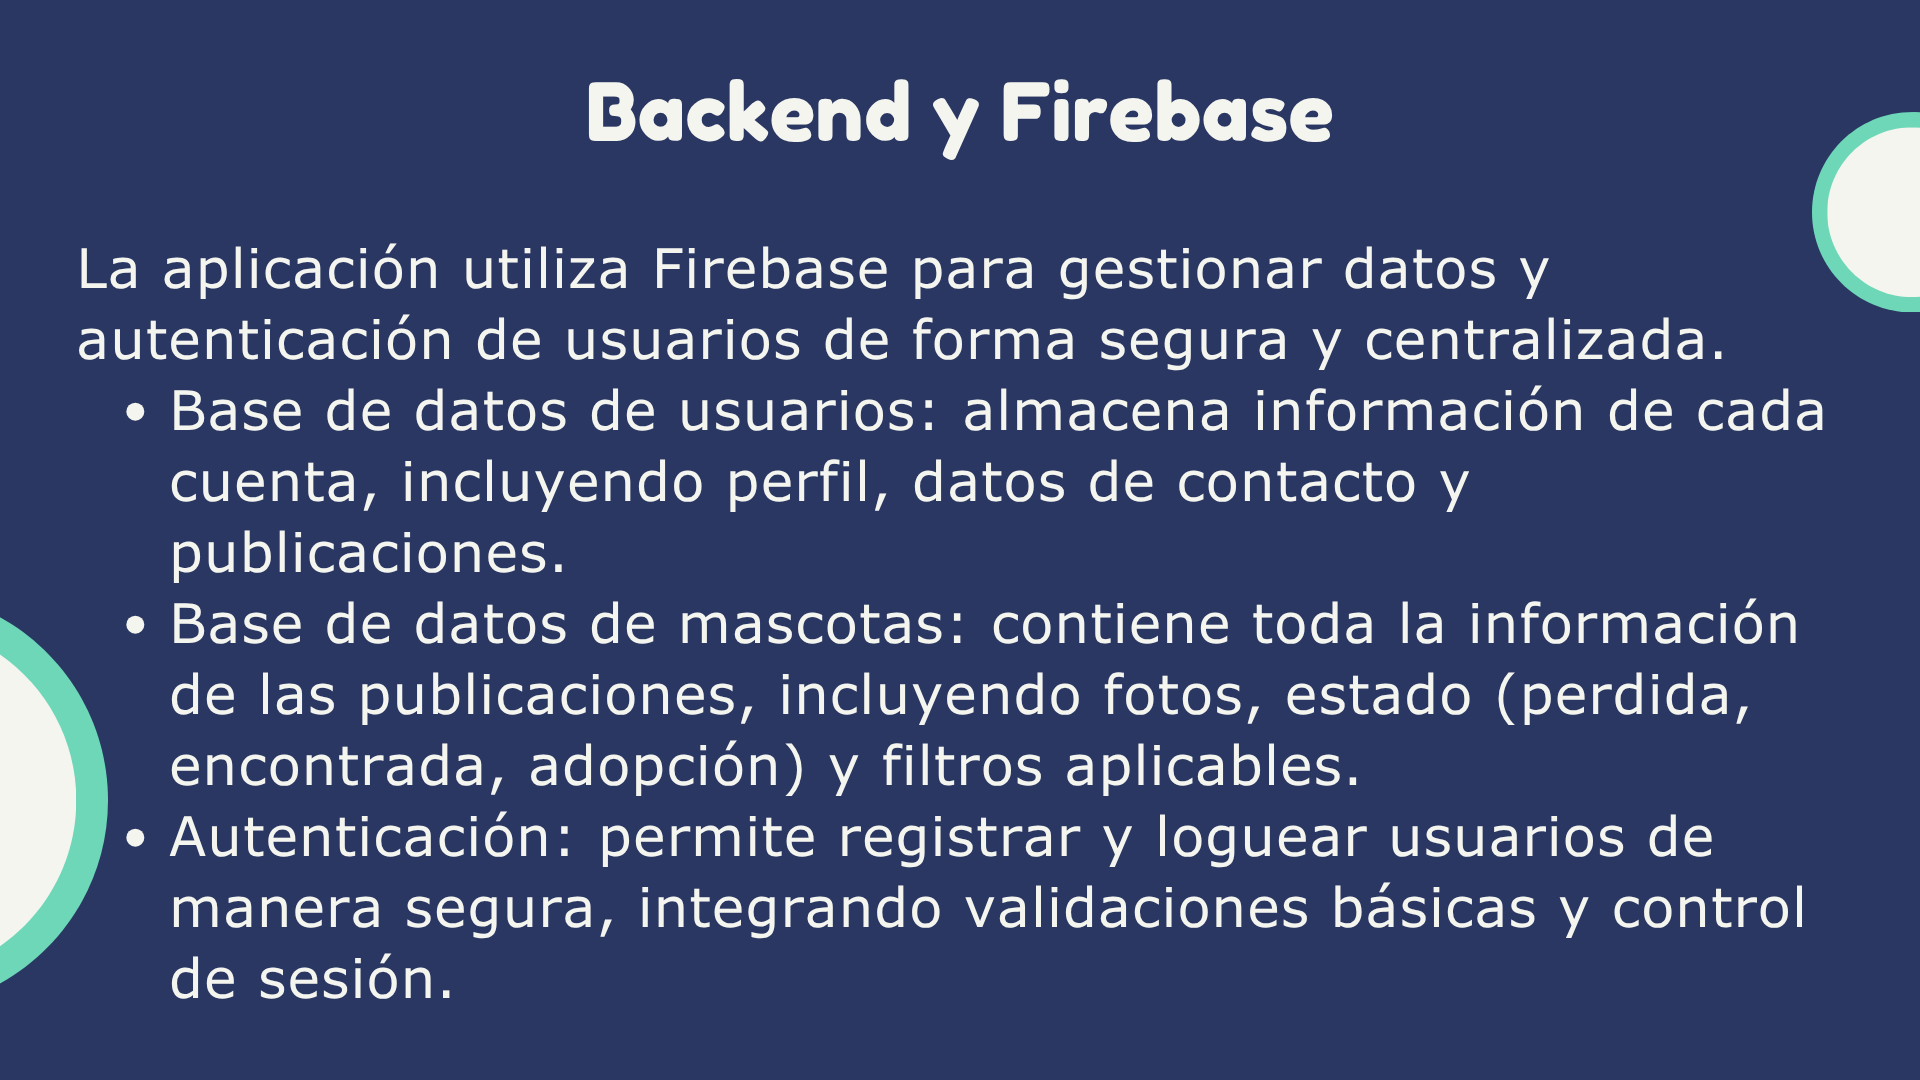 Backend y Firebase
La aplicación utiliza Firebase para gestionar datos y
autenticación de usuarios de forma segura y centralizada.
• Base de datos de usuarios: almacena información de cada
cuenta, incluyendo perfil, datos de contacto y
publicaciones.
• Base de datos de mascotas: contiene toda la información
de las publicaciones, incluyendo fotos, estado (perdida,
encontrada, adopción) y filtros aplicables.
• Autenticación: permite registrar y loguear usuarios de
manera segura, integrando validaciones básicas y control
de sesión.